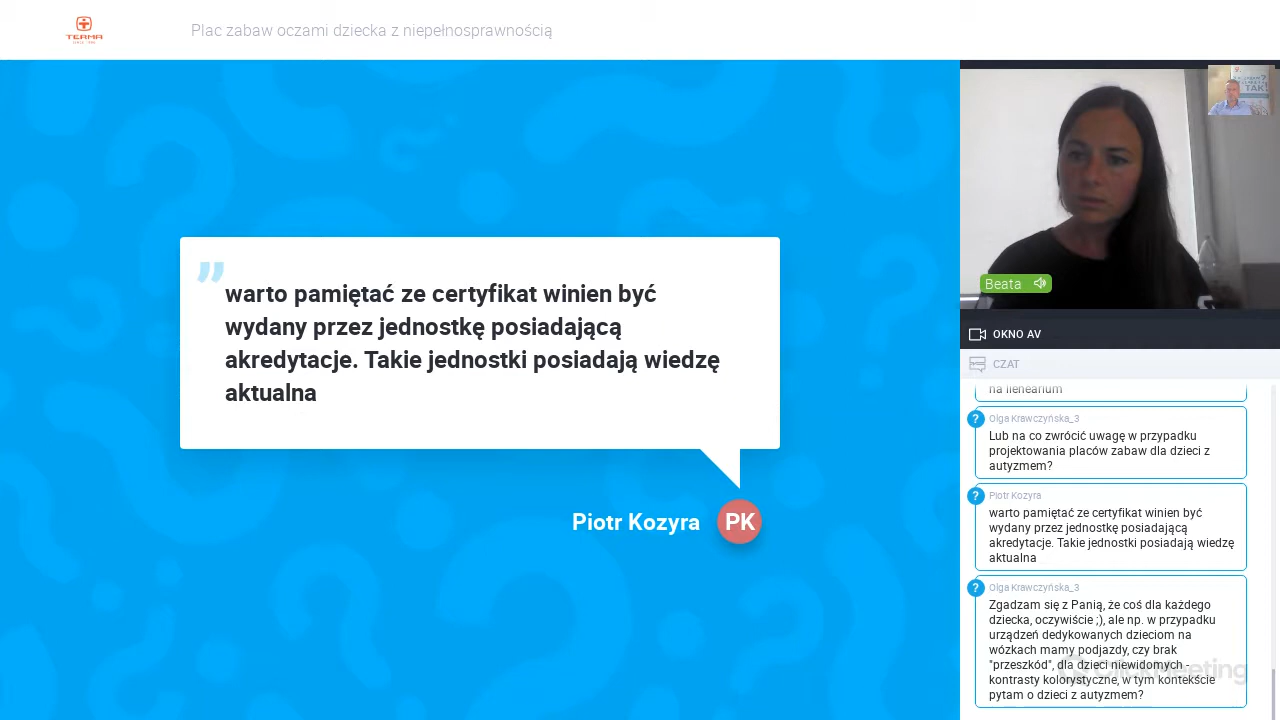 TERMA
Plac zabaw oczami dziecka z niepełnosprawnością
TAK!
Beata
OKNO AV
CZAT
warto pamiętać ze certyfikat winien być
wydany przez jednostkę posiadającą
akredytacje. Takie jednostki posiadają wiedzę
aktualna
Piotr Kozyra
PK
Olga Krawczyńska_3
Lub na co zwrócić uwagę w przypadku
projektowania placów zabaw dla dzieci z
autyzmem?
Piotr Kozyra
warto pamiętać ze certyfikat winien być
wydany przez jednostkę posiadającą
akredytacje. Takie jednostki posiadają wiedzę
aktualna
Olga Krawczyńska_3
Zgadzam się z Panią, że coś dla każdego
dziecka, oczywiście ;), ale np. w przypadku
urządzeń dedykowanych dzieciom na
wózkach mamy podjazdy, czy brak
"przeszkód", dla dzieci niewidomych -
kontrasty kolorystyczne, w tym kontekście
pytam o dzieci z autyzmem?
ClickMeeting